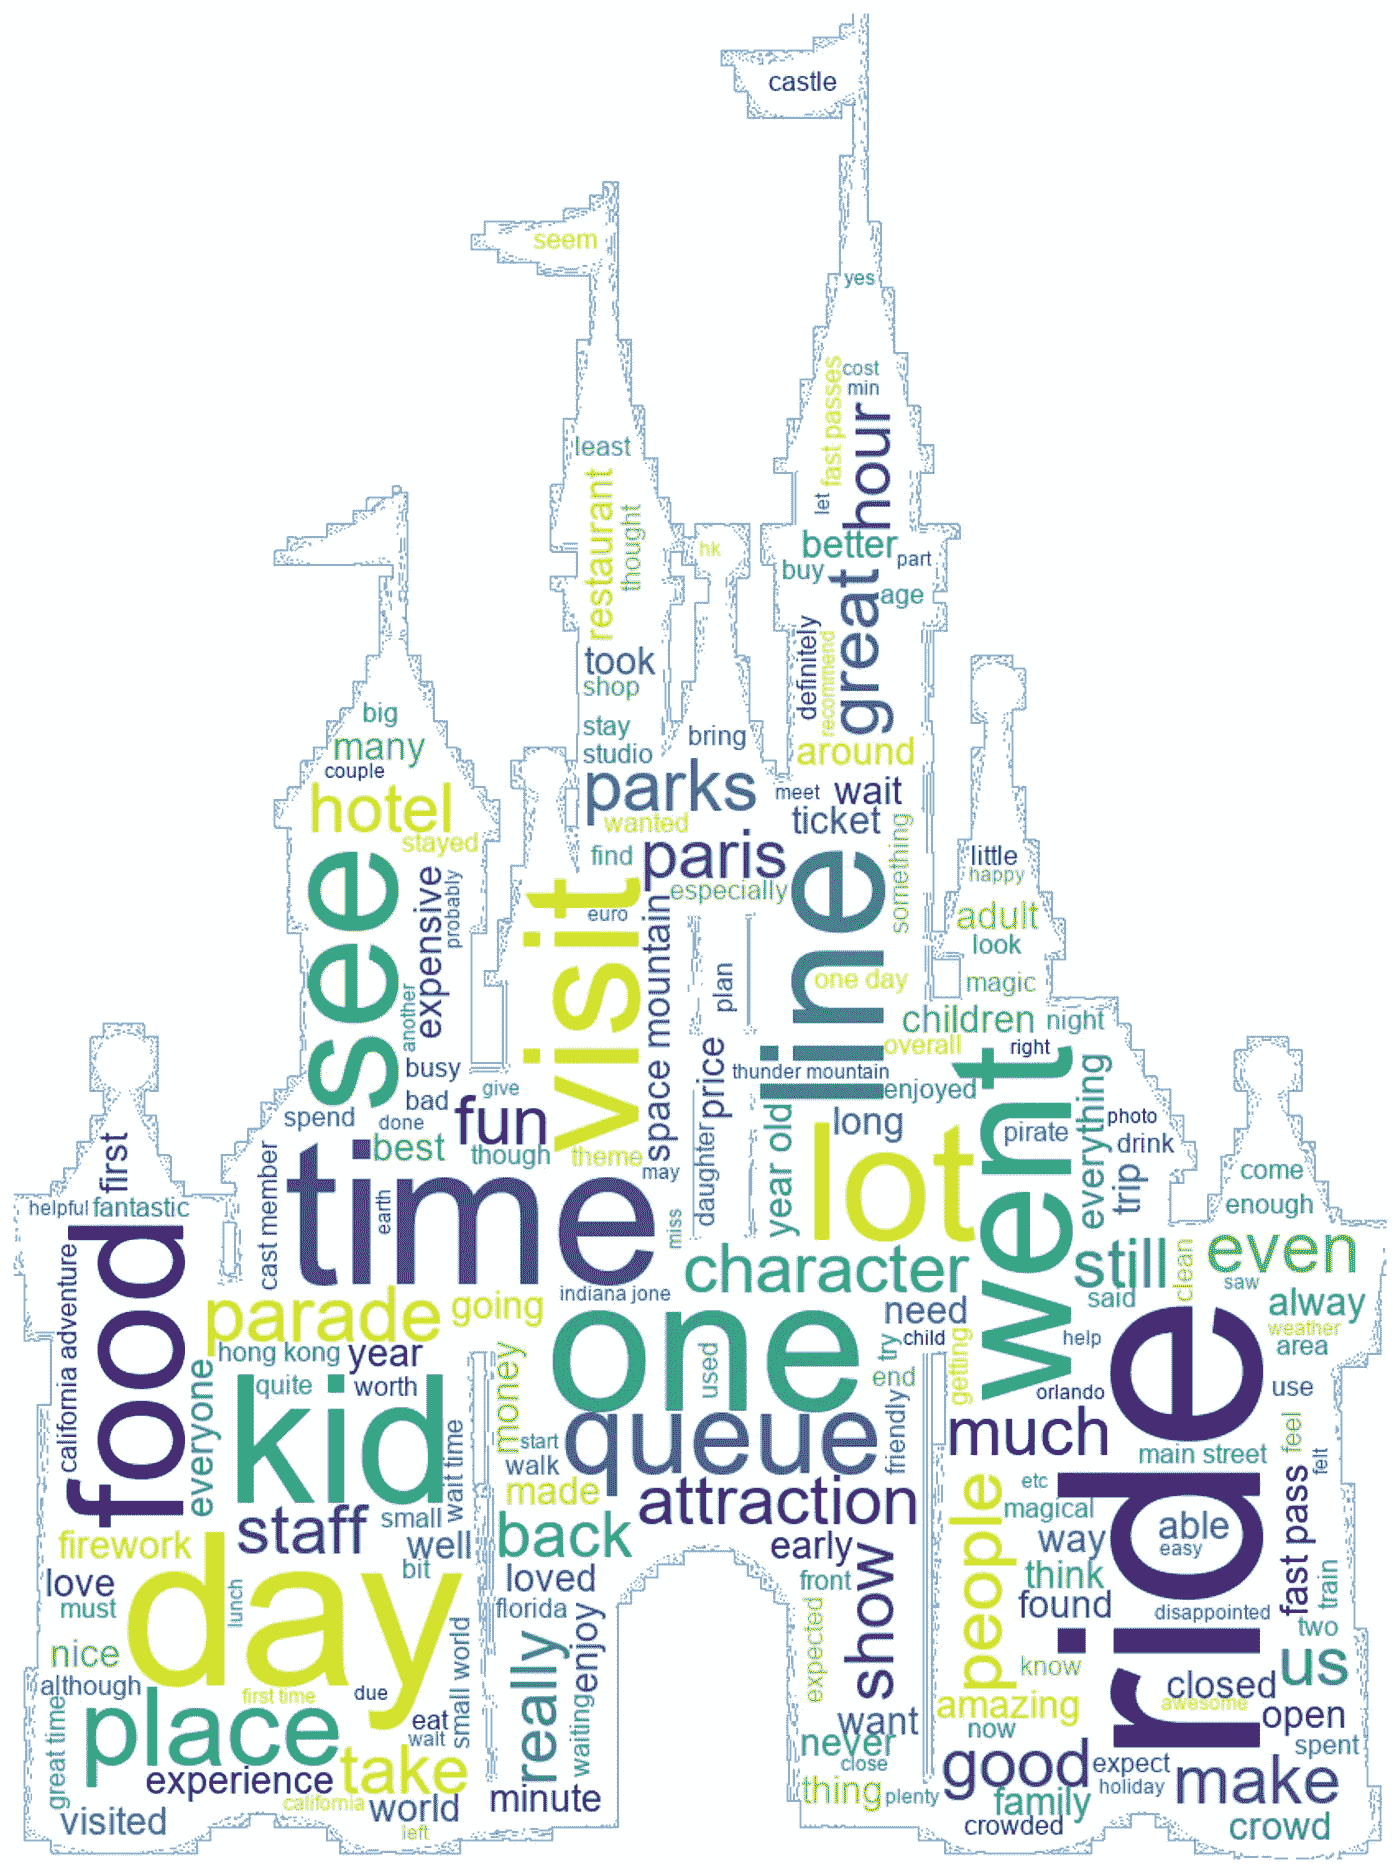 castle
seem
yes
cost
min
fast passes
hour
let
least
restaurant
thought
hk
better
part
buy
great
age
definitely
recommend
took
shop
big
many
couple
stay
studio
bring
around
parks
meet
wait
hotel
wanted
ticket
stayed
something
see
find
paris
little
happy
expensive
probably
visit
especially
line
adult
euro
look
space mountain
one day
magic
plan
another
children
night
overall
right
busy
price
thunder mountain
give
enjoyed
bad
spend
done
fun
year old
long
went
everything
photo
pirate
drink
first
best
though
theme
may
daughter
lot
trip
come
helpful
fantastic
cast member
time
earth
miss
enough
food
california adventure
character
still
even
saw
clean
indiana jone
said
alway
parade
going
need
weather
hong kong
year
one
used
try
child
help
area
everyone
quite
worth
kid
money
end
getting
orlando
ride
use
queue
friendly
much
main street
feel
felt
start
walk
wait time
made
attraction
people
etc
magical
fast pass
staff
small
well
back
early
way
able
easy
firework
day
bit
loved
front
show
think
train
love
must
lunch
florida
enjoy
found
disappointed
two
nice
although
small world
really
expected
know
us
closed
first time
due
waiting
amazing
awesome
open
great time
place
eat
walt
want
now
never
close
spent
experience
take
thing
plenty
good
expect
holiday
make
california
world
minute
family
visited
left
crowded
crowd